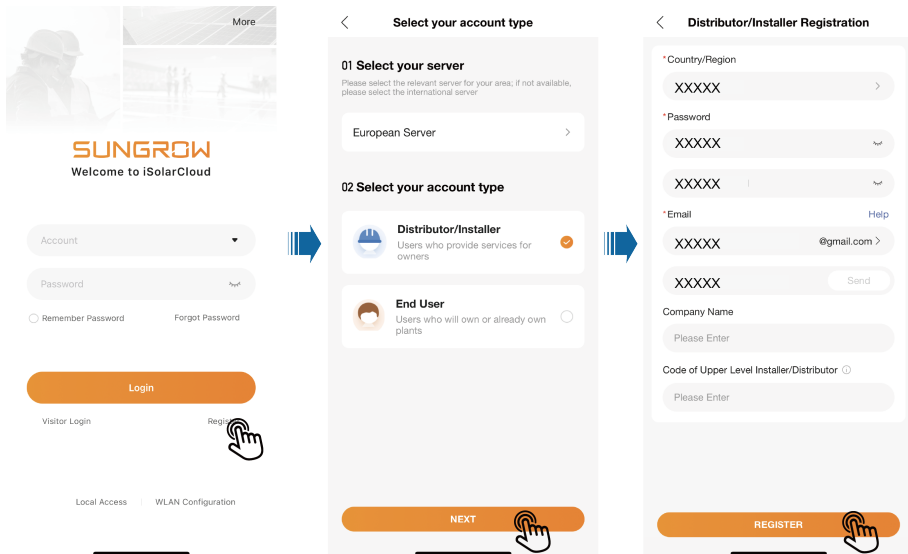 More
SUNGROW
Welcome to iSolarCloud
Account
Password
Remember Password
Forgot Password
Login
Visitor Login
Local Access
WLAN Configuration
Select your account type
01 Select your server
Please select the relevant server for your area; if not available,
please select the international server
European Server
02 Select your account type
Distributor/Installer
Users who provide services for
owners
End User
Users who will own or already own
plants
NEXT
Distributor/Installer Registration
*Country/Region
XXXXX
*Password
XXXXX
XXXXX
*Email
Help
XXXXX
@gmail.com
XXXXX
Send
Company Name
Please Enter
Code of Upper Level Installer/Distributor
Please Enter
REGISTER